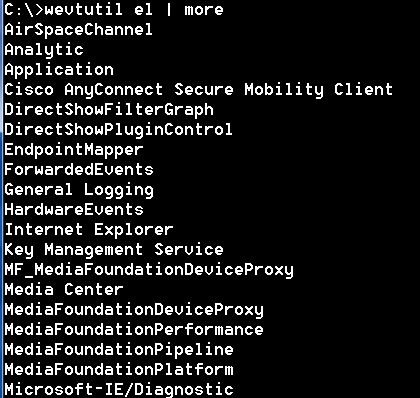 C:\>wevtutil el | more
AirSpaceChannel
Analytic
Application
Cisco AnyConnect Secure Mobility Client
DirectShowFilterGraph
DirectShowPluginControl
EndpointMapper
ForwardedEvents
General Logging
HardwareEvents
Internet Explorer
Key Management Service
MF_MediaFoundationDeviceProxy
Media Center
MediaFoundationDeviceProxy
MediaFoundationPerformance
MediaFoundationPipeline
MediaFoundationPlatform
Microsoft-IE/Diagnostic